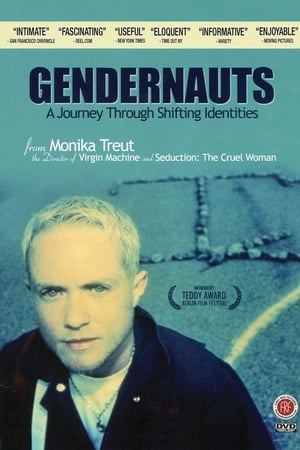 "INTIMATE" "FASCINATING" "USEFUL" "ELOQUENT" "INFORMATIVE" "ENJOYABLE"
- SAN FRANCISCO CHRONICLE - REEL.COM - NEW YORK TIMES - TIME OUT NY - VARIETY - MOVING PICTURES
GENDERNAUTS
A Journey Through Shifting Identities
from Monika Treut
the Director of Virgin Machine and Seduction: The Cruel Woman
WINNER!
TEDDY AWARD
BERLIN FILM FESTIVAL
FRF
DVD